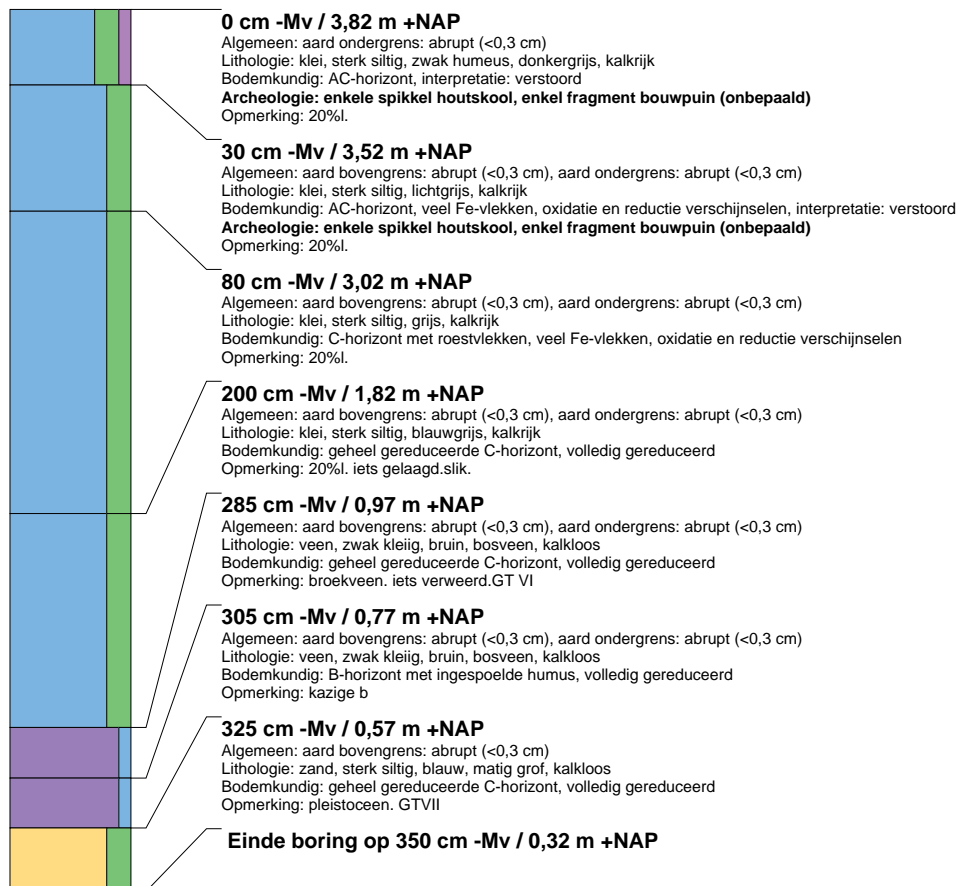 0 cm -Mv / 3,82 m +NAP
Algemeen: aard ondergrens: abrupt (<0,3 cm)
Lithologie: klei, sterk siltig, zwak humeus, donkergrijs, kalkrijk
Bodemkundig: AC-horizont, interpretatie: verstoord
Archeologie: enkele spikkel houtskool, enkel fragment bouwpuin (onbepaald)
Opmerking: 20%l.
30 cm -Mv / 3,52 m +NAP
Algemeen: aard bovengrens: abrupt (<0,3 cm), aard ondergrens: abrupt (<0,3 cm)
Lithologie: klei, sterk siltig, lichtgrijs, kalkrijk
Bodemkundig: AC-horizont, veel Fe-vlekken, oxidatie en reductie verschijnselen, interpretatie: verstoord
Archeologie: enkele spikkel houtskool, enkel fragment bouwpuin (onbepaald)
Opmerking: 20%l.
80 cm -Mv / 3,02 m +NAP
Algemeen: aard bovengrens: abrupt (<0,3 cm), aard ondergrens: abrupt (<0,3 cm)
Lithologie: klei, sterk siltig, grijs, kalkrijk
Bodemkundig: C-horizont met roestvlekken, veel Fe-vlekken, oxidatie en reductie verschijnselen
Opmerking: 20%l.
200 cm -Mv / 1,82 m +NAP
Algemeen: aard bovengrens: abrupt (<0,3 cm), aard ondergrens: abrupt (<0,3 cm)
Lithologie: klei, sterk siltig, blauwgrijs, kalkrijk
Bodemkundig: geheel gereduceerde C-horizont, volledig gereduceerd
Opmerking: 20%l. iets gelaagd.slik.
285 cm -Mv / 0,97 m +NAP
Algemeen: aard bovengrens: abrupt (<0,3 cm), aard ondergrens: abrupt (<0,3 cm)
Lithologie: veen, zwak kleiig, bruin, bosveen, kalkloos
Bodemkundig: geheel gereduceerde C-horizont, volledig gereduceerd
Opmerking: broekveen. iets verweerd.GT VI
305 cm -Mv / 0,77 m +NAP
Algemeen: aard bovengrens: abrupt (<0,3 cm), aard ondergrens: abrupt (<0,3 cm)
Lithologie: veen, zwak kleiig, bruin, bosveen, kalkloos
Bodemkundig: B-horizont met ingespoelde humus, volledig gereduceerd
Opmerking: kazige b
325 cm -Mv / 0,57 m +NAP
Algemeen: aard bovengrens: abrupt (<0,3 cm)
Lithologie: zand, sterk siltig, blauw, matig grof, kalkloos
Bodemkundig: geheel gereduceerde C-horizont, volledig gereduceerd
Opmerking: pleistoceen. GTVII
Einde boring op 350 cm -Mv / 0,32 m +NAP